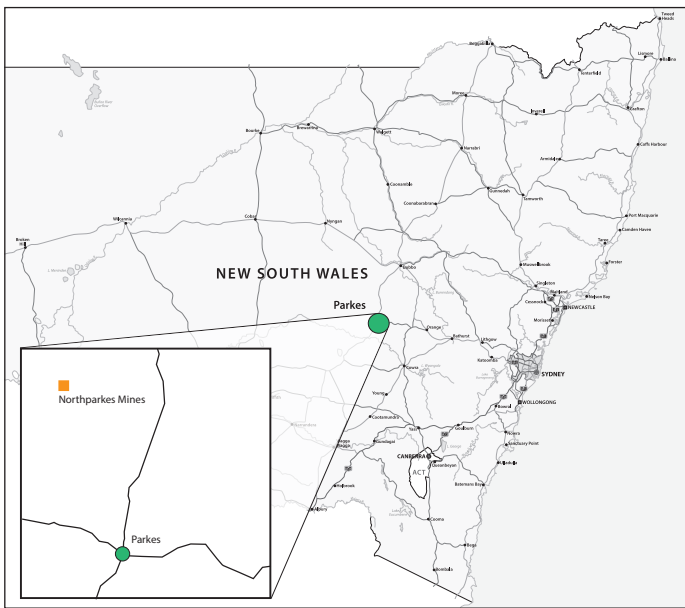 Tweed
Heads
Boggabilla
Lismore
Ballina
Tenterfield
Moree
Inverell
Grafton
Bourke
Brewarrina
Walgett
Narrabri
Coffs Harbour
Armidale
Coonamble
Gunnedah
Coonabarabran
Tamworth
Wilcannia
Cobar
Nyngan
Port Macquarie
Camden Haven
Broken
Hill
Taree
NEW SOUTH WALES
Dubbo
Muswellbrook
Forster
Singleton
Maitland
Nelson Bay
Cessnock
NEWCASTLE
Parkes
Morisset
Orange
Bathurst
Lithgow
Katoomba
Cowra
SYDNEY
Northparkes Mines
Young
WOLLONGONG
Bowral
Cootamundra
Yass
Goulburn
Nowra
Wagga
Wagga
Gundagai
Sanctuary Point
CANBERRA
Queanbeyan
ACT
Ulladulla
Holbrook
Batemans Bay
Albury
Parkes
Cooma
Bega
Bombala